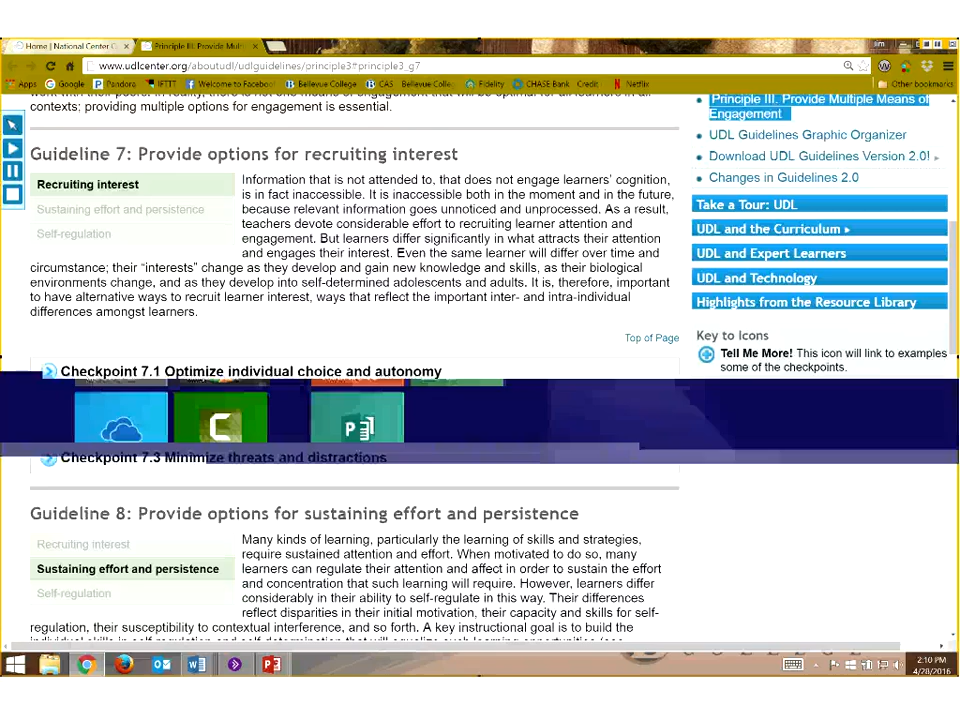 Home | National Center
Principle III. Provide Mult
Jim
www.udlcenter.org/aboutudl/udlguidelines/principle3#principle3_g7
Apps
Google
Pandora
IFTTT
Welcome to Facebook
Bellevue College
CAS
Bellevue Colle
Fidelity
CHASE Bank
Credit
Netflix
Other bookmarks
contexts; providing multiple options for engagement is essential.
Guideline 7: Provide options for recruiting interest
Recruiting interest
Sustaining effort and persistence
Self-regulation
Information that is not attended to, that does not engage learners’ cognition,
is in fact inaccessible. It is inaccessible both in the moment and in the future,
because relevant information goes unnoticed and unprocessed. As a result,
teachers devote considerable effort to recruiting learner attention and
engagement. But learners differ significantly in what attracts their attention
and engages their interest. Even the same learner will differ over time and
circumstance; their “interests” change as they develop and gain new knowledge and skills, as their biological
environments change, and as they develop into self-determined adolescents and adults. It is, therefore, important
to have alternative ways to recruit learner interest, ways that reflect the important inter- and intra-individual
differences amongst learners.
Top of Page
Checkpoint 7.1 Optimize individual choice and autonomy
Checkpoint 7.3 Minimize threats and distractions
Guideline 8: Provide options for sustaining effort and persistence
Recruiting interest
Sustaining effort and persistence
Self-regulation
Many kinds of learning, particularly the learning of skills and strategies,
require sustained attention and effort. When motivated to do so, many
learners can regulate their attention and affect in order to sustain the effort
and concentration that such learning will require. However, learners differ
considerably in their ability to self-regulate in this way. Their differences
reflect disparities in their initial motivation, their capacity and skills for self-
regulation, their susceptibility to contextual interference, and so forth. A key instructional goal is to build the
Principle III. Provide Multiple Means of
Engagement
UDL Guidelines Graphic Organizer
Download UDL Guidelines Version 2.0!
Changes in Guidelines 2.0
Take a Tour: UDL
UDL and the Curriculum
UDL and Expert Learners
UDL and Technology
Highlights from the Resource Library
Key to Icons
Tell Me More! This icon will link to examples
some of the checkpoints.
2:10 PM
4/28/2016